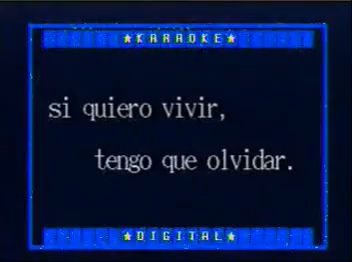 ★KARAOKE★
si quiero vivir,
tengo que olvidar.
★DIGITAL★